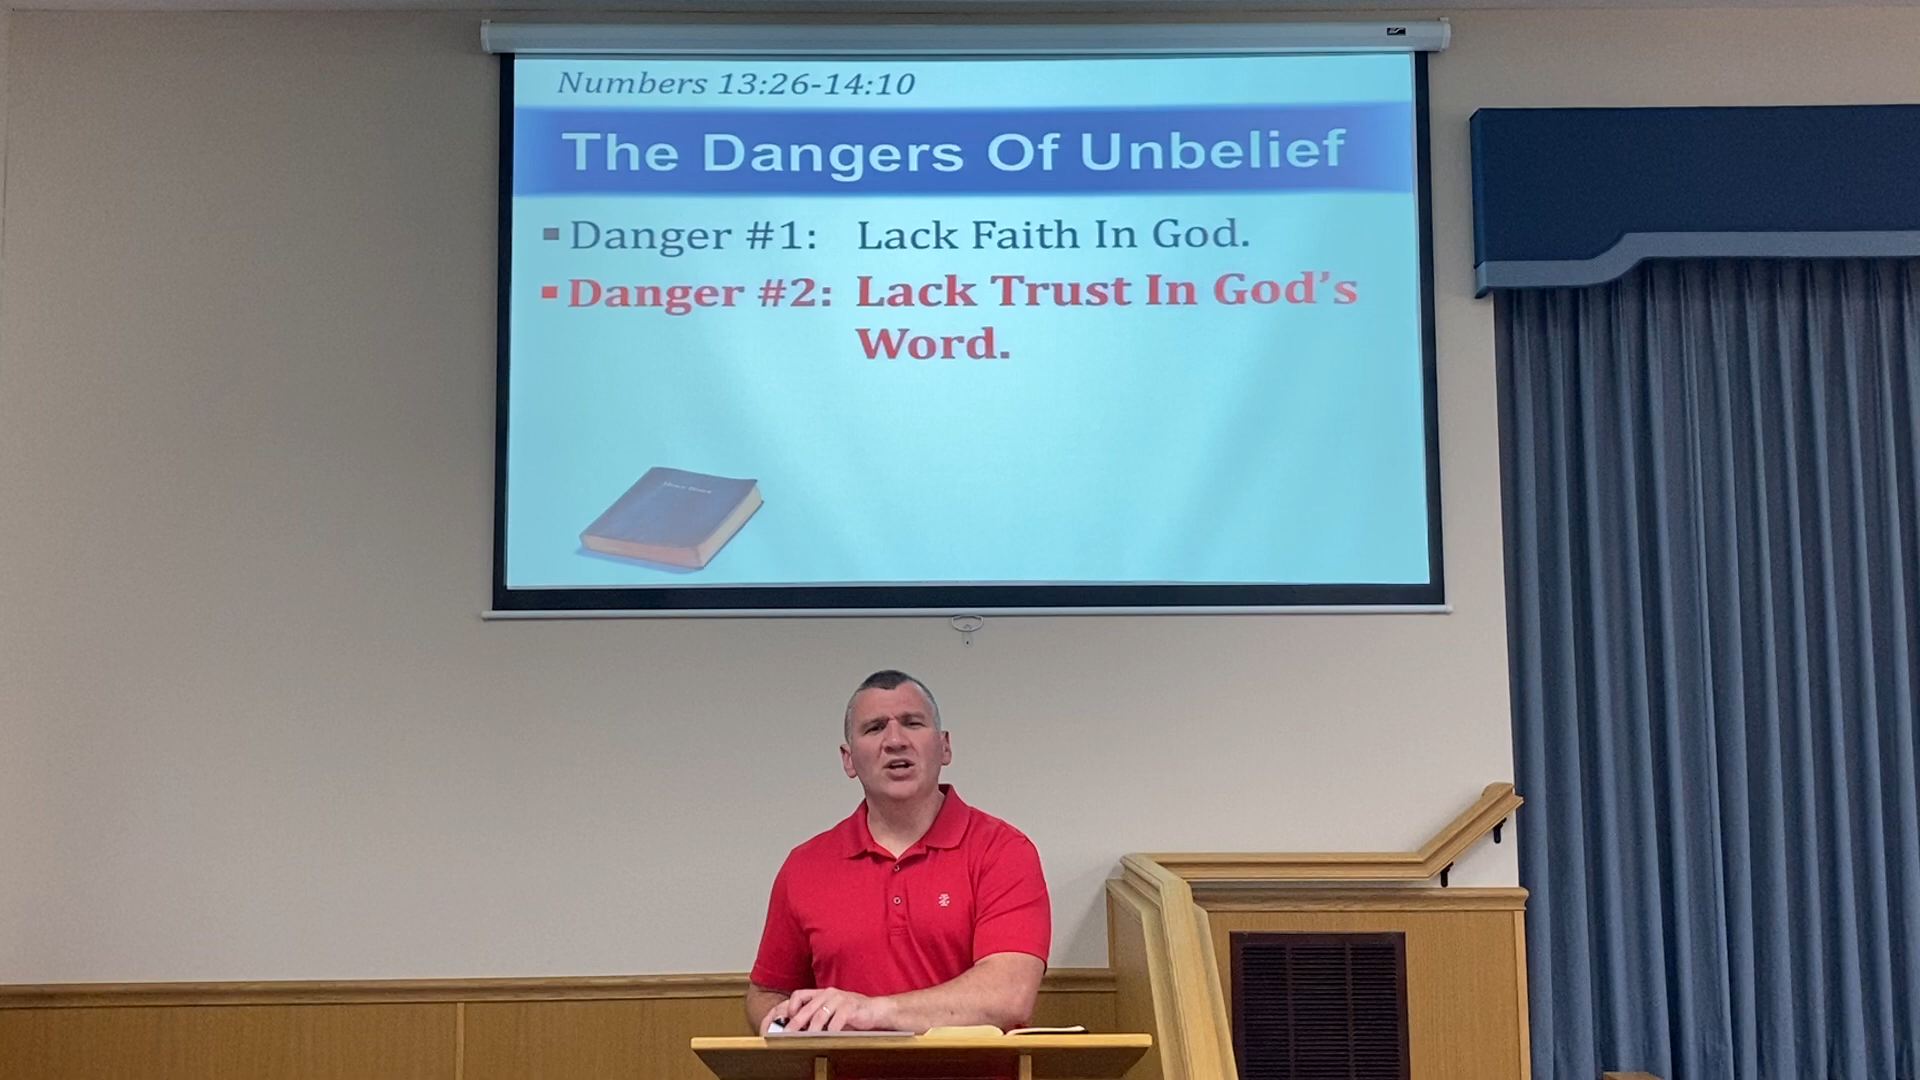 Numbers 13:26-14:10
The Dangers Of Unbelief
▪ Danger #1: Lack Faith In God.
▪ Danger #2: Lack Trust In God’s
Word.